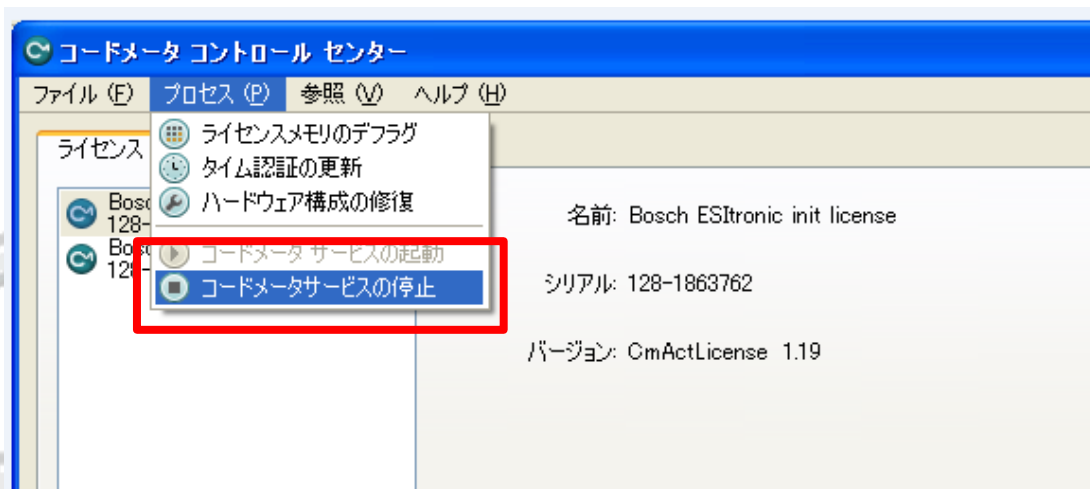 コードメータ コントロール センター
ファイル (F) プロセス (P) 参照 (V) ヘルプ (H)
ライセンス
ライセンスメモリのデフラグ
タイム認証の更新
ハードウェア構成の修復
コードメータ サービスの起動
コードメータサービスの停止
名前: Bosch ESItronic init license
シリアル: 128-1863762
バージョン: CmActLicense 1.19